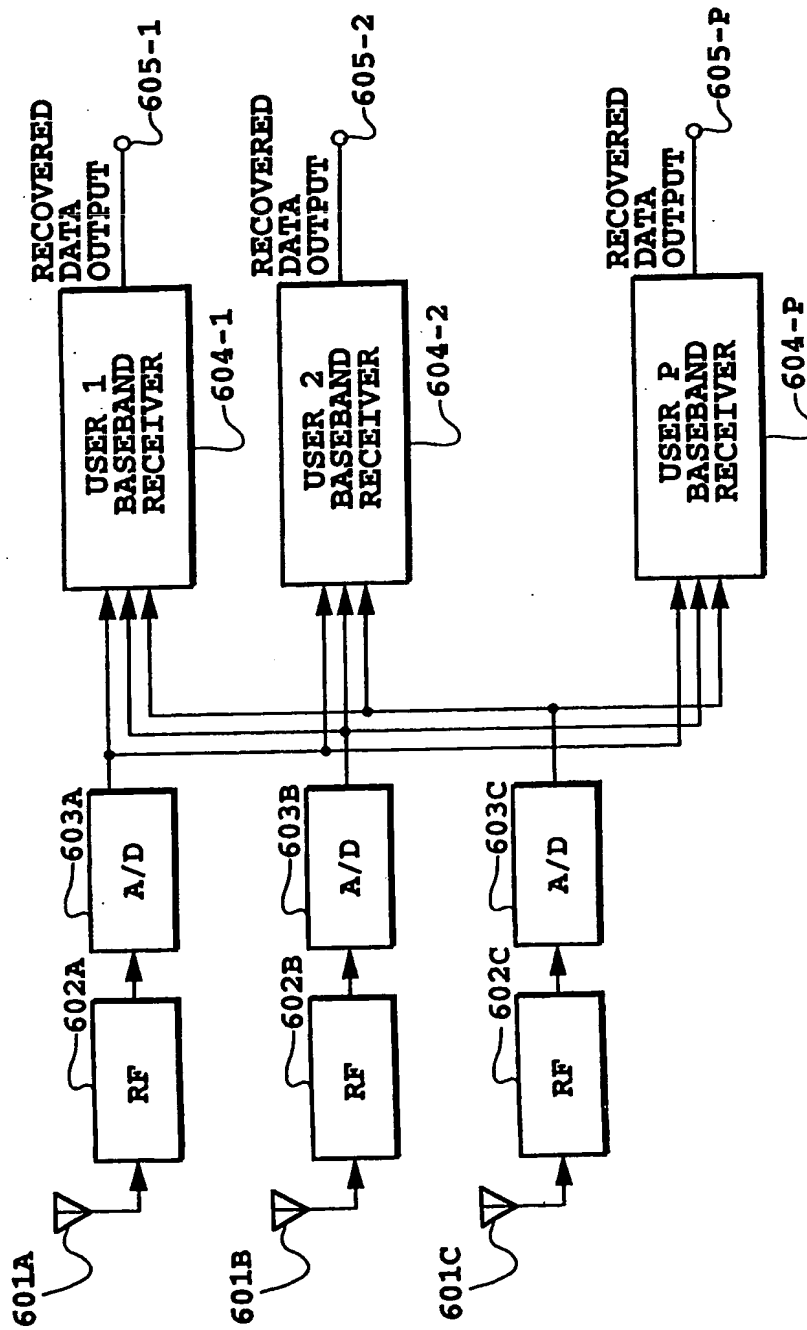 601A
602A
RF
603A
A/D
USER 1
BASEBAND
RECEIVER
604-1
RECOVERED
DATA
OUTPUT
605-1
601B
602B
RF
603B
A/D
USER 2
BASEBAND
RECEIVER
604-2
RECOVERED
DATA
OUTPUT
605-2
601C
602C
RF
603C
A/D
USER P
BASEBAND
RECEIVER
604-P
RECOVERED
DATA
OUTPUT
605-P